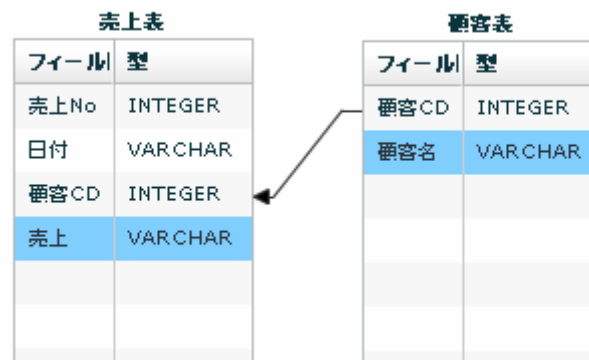 売上表
フィール 型
売上No INTEGER
日付 VARCHAR
顧客CD INTEGER
売上 VARCHAR
顧客表
フィール 型
顧客CD INTEGER
顧客名 VARCHAR